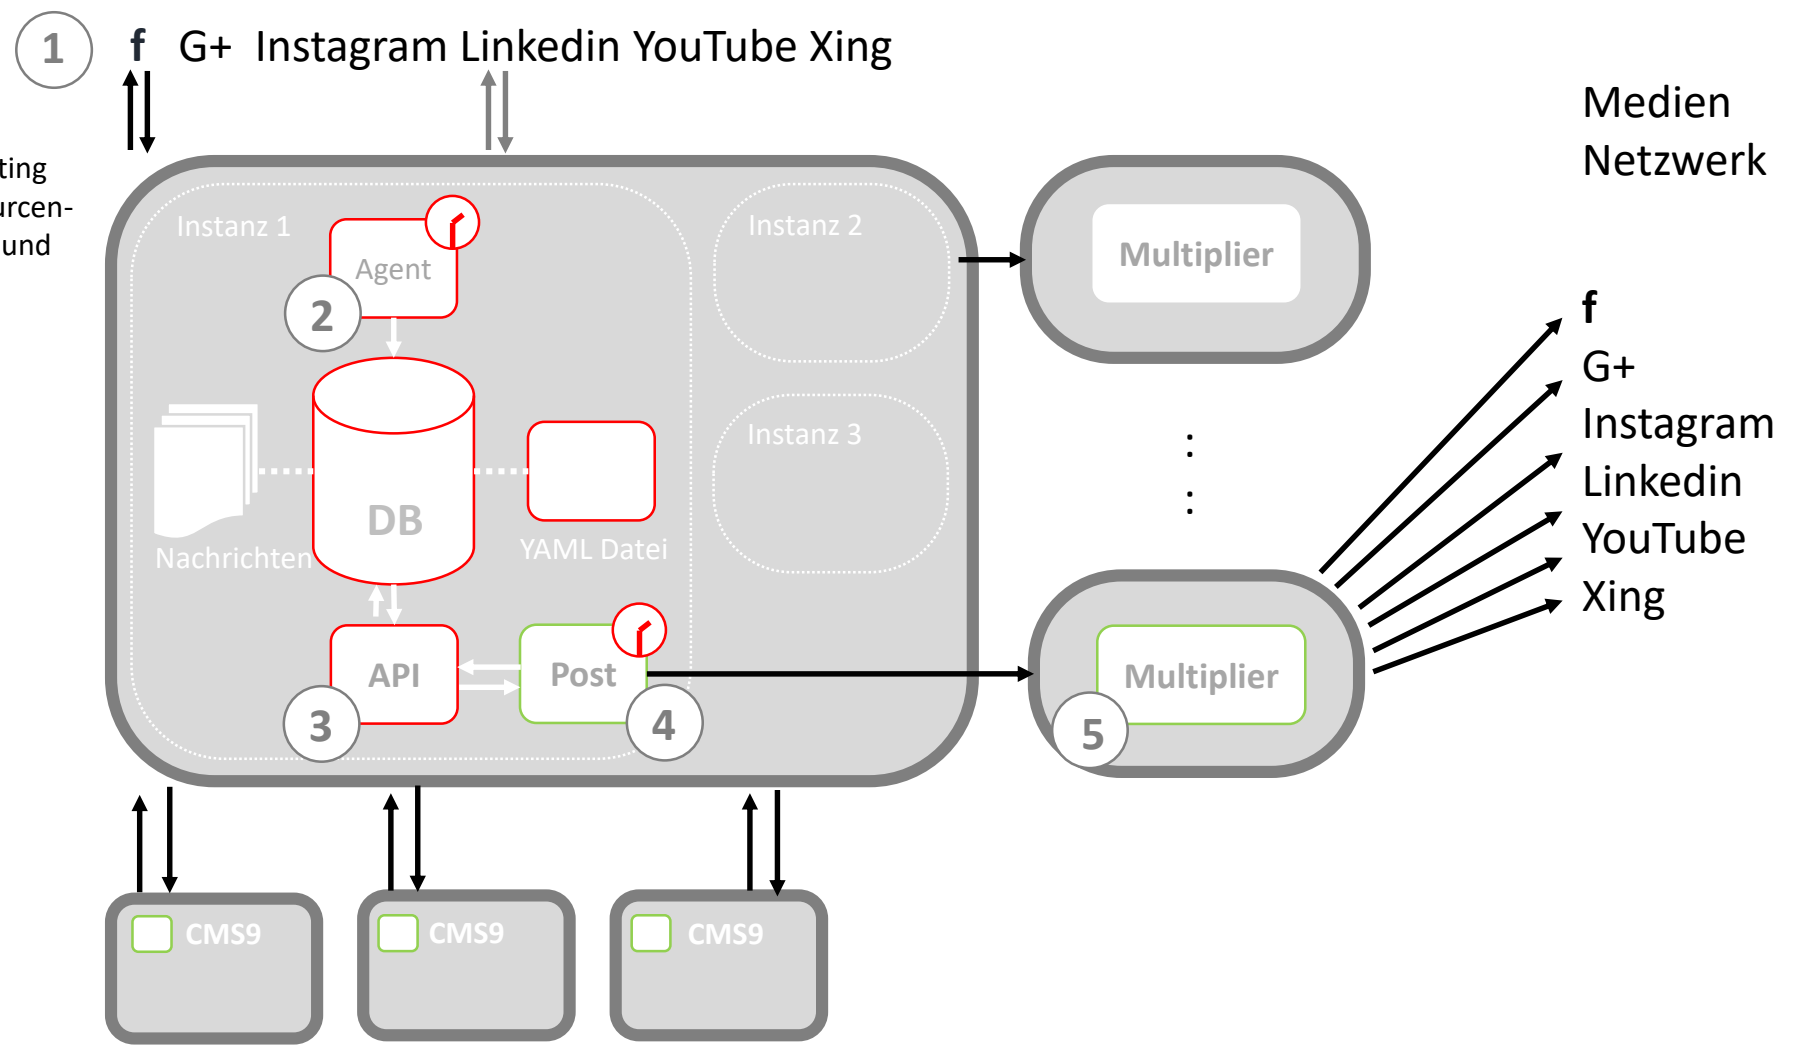 1 f G+ Instagram Linkedin YouTube Xing
Medien
Netzwerk
und
Instanz 1
Agent
2
Instanz 2
Multiplier
Instanz 3
f
G+
Instagram
Linkedin
YouTube
Xing
:
:
DB
Nachrichten
YAML Datei
API
3
Post
4
Multiplier
5
CMS9
CMS9
CMS9